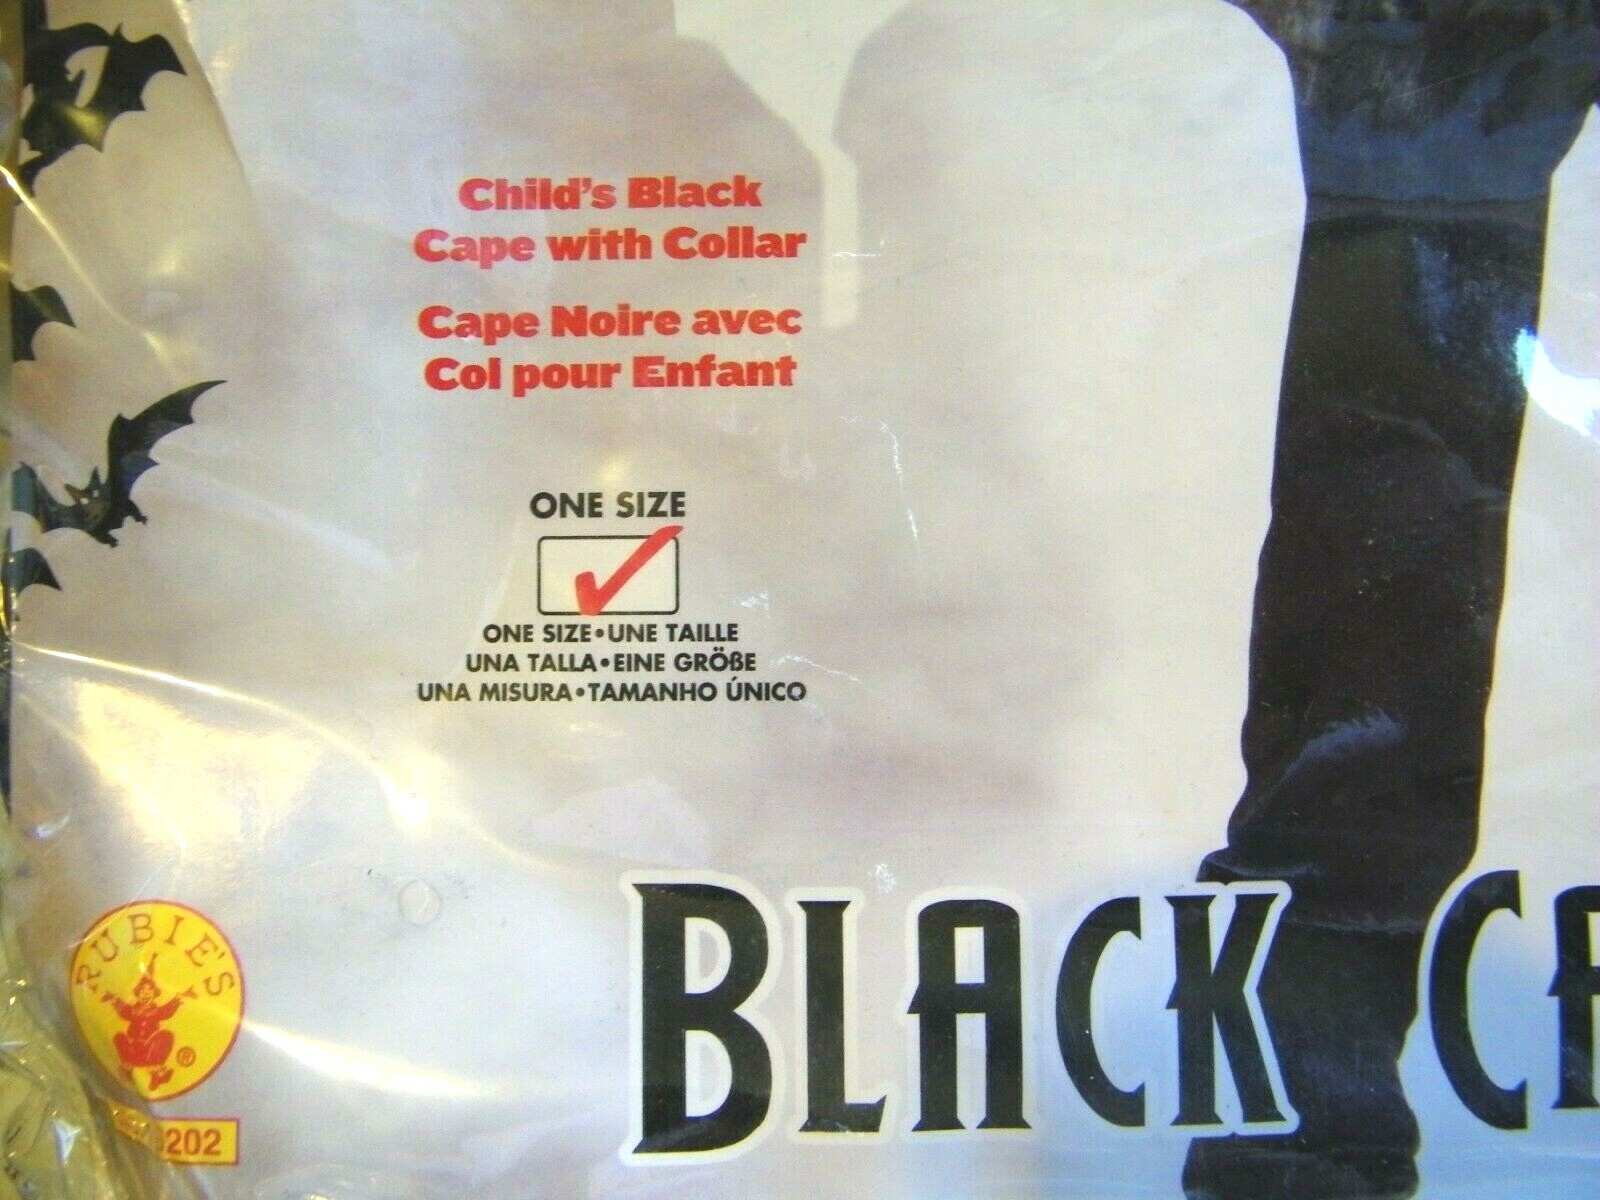 Child's Black
Cape with Collar
Cape Noire avec
Col pour Enfant
ONE SIZE
ONE SIZE•UNE TAILLE
UNA TALLA•EINE GRÖßE
UNA MISURA•TAMANHO ÚNICO
RUBIE'S
®
BLACK